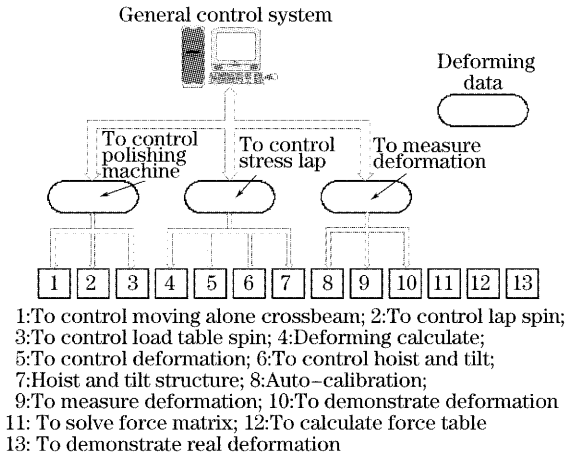 General control system
Deforming
data
To control
polishing
machine
To control
stress lap
To measure
deformation
1 2 3 4 5 6 7 8 9 10 11 12 13
1:To control moving alone crossbeam; 2:To control lap spin;
3:To control load table spin; 4:Deforming calculate;
5:To control deformation; 6:To control hoist and tilt;
7:Hoist and tilt structure; 8:Auto-calibration;
9:To measure deformation; 10:To demonstrate deformation
11: To solve force matrix; 12:To calculate force table
13: To demonstrate real deformation